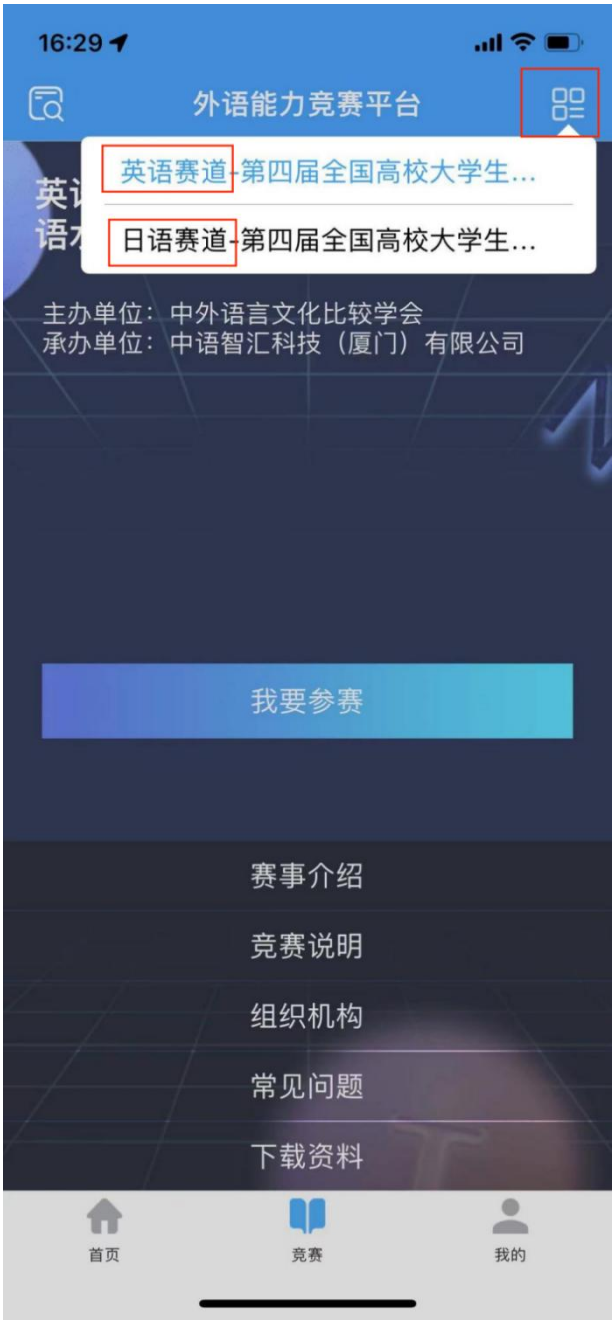 16:29
外语能力竞赛平台
英语赛道-第四届全国高校大学生...
日语赛道-第四届全国高校大学生...
英语
语水
主办单位：中外语言文化比较学会
承办单位：中语智汇科技（厦门）有限公司
我要参赛
赛事介绍
竞赛说明
组织机构
常见问题
下载资料
首页
竞赛
我的